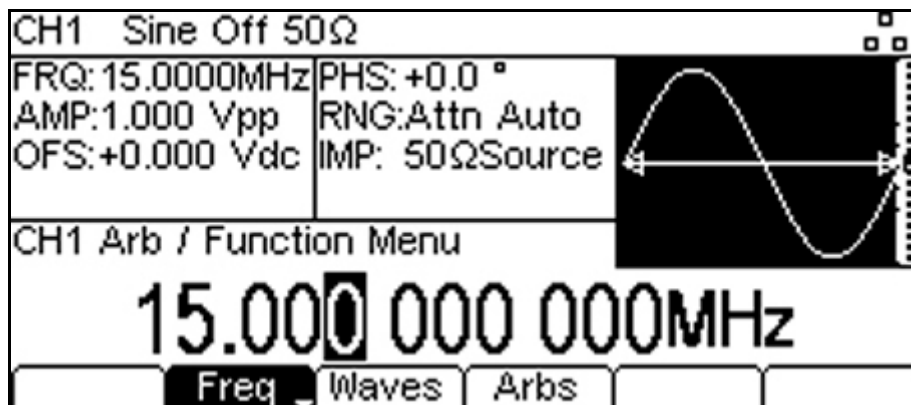 CH1 Sine Off 50Ω
FRQ:15.0000MHz
AMP:1.000 Vpp
OFS:+0.000 Vdc
PHS:+0.0 °
RNG:Attn Auto
IMP: 50ΩSource
CH1 Arb / Function Menu
15.000 000 000MHz
Freq Waves Arbs